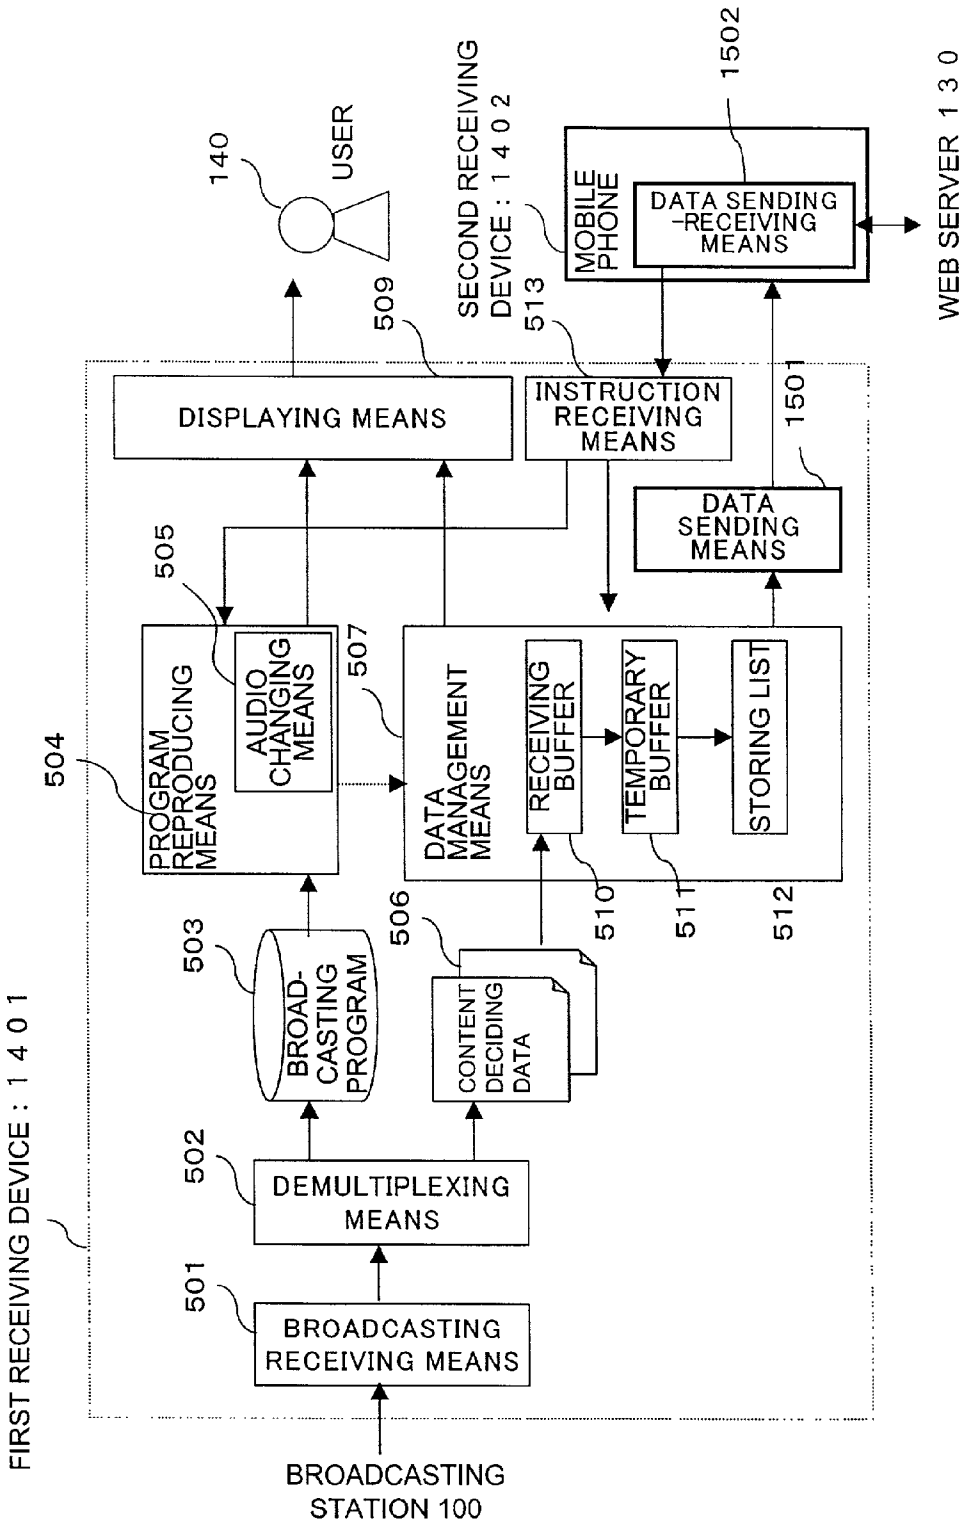 FIRST RECEIVING DEVICE : 1 4 0 1
BROADCASTING
STATION 100
501
BROADCASTING
RECEIVING MEANS
502
DEMULTIPLEXING
MEANS
503
BROAD-
CASTING
PROGRAM
506
CONTENT
DECIDING
DATA
504
PROGRAM
REPRODUCING
MEANS
505
AUDIO
CHANGING
MEANS
507
DATA
MANAGEMENT
MEANS
RECEIVING
BUFFER
510
TEMPORARY
BUFFER
511
STORING LIST
512
DISPLAYING MEANS
509
140
USER
INSTRUCTION
RECEIVING
MEANS
513
DATA
SENDING
MEANS
1501
SECOND RECEIVING
DEVICE : 1 4 0 2
MOBILE
PHONE
DATA SENDING
-RECEIVING
MEANS
1502
WEB SERVER 1 3 0